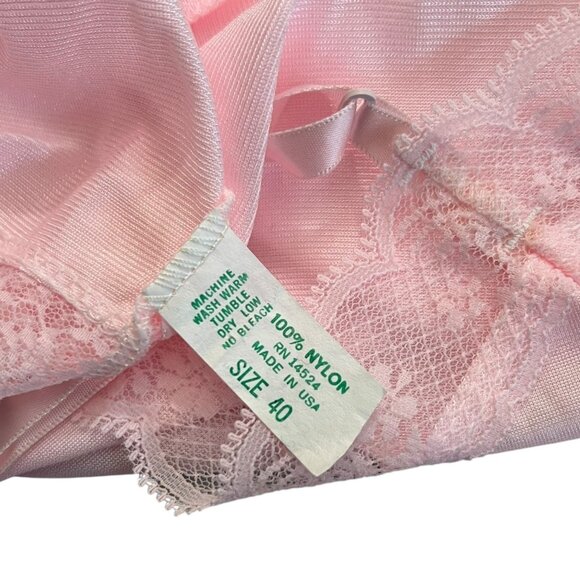 MACHINE
WASH WARM
TUMBLE
DRY LOW
NO BLEACH
100% NYLON
RN 14524
MADE IN USA
SIZE 40